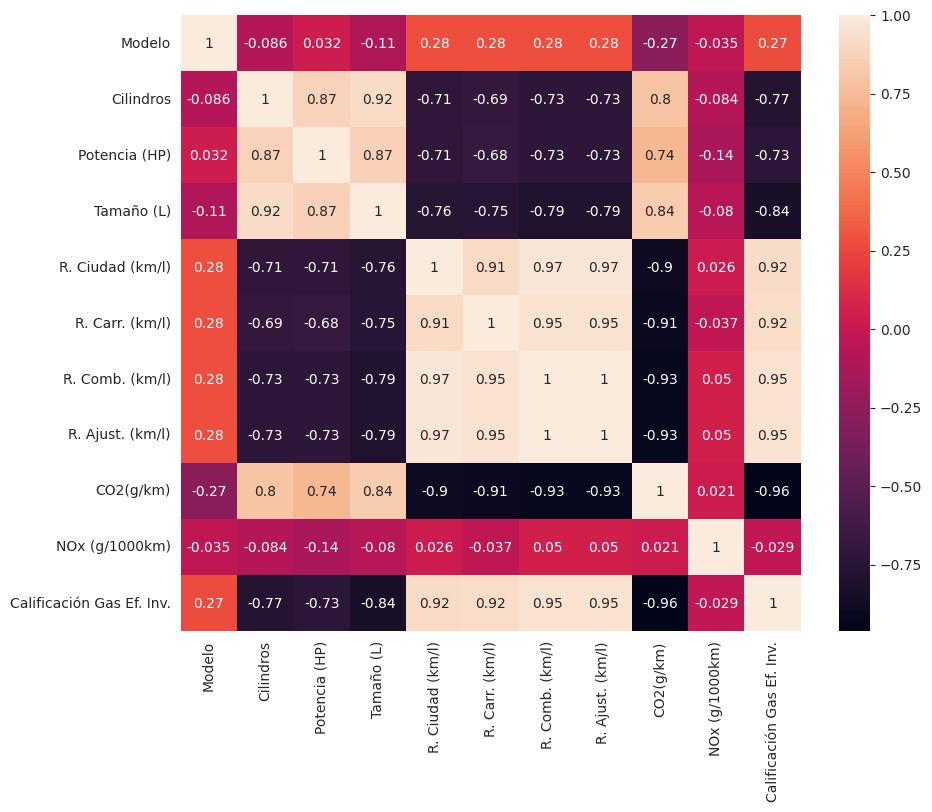 Modelo 1 -0.086 0.032 -0.11 0.28 0.28 0.28 0.28 -0.27 -0.035 0.27
Cilindros -0.086 1 0.87 0.92 -0.71 -0.69 -0.73 -0.73 0.8 -0.084 -0.77
Potencia (HP) 0.032 0.87 1 0.87 -0.71 -0.68 -0.73 -0.73 0.74 -0.14 -0.73
Tamaño (L) -0.11 0.92 0.87 1 -0.76 -0.75 -0.79 -0.79 0.84 -0.08 -0.84
R. Ciudad (km/l) 0.28 -0.71 -0.71 -0.76 1 0.91 0.97 0.97 -0.9 0.026 0.92
R. Carr. (km/l) 0.28 -0.69 -0.68 -0.75 0.91 1 0.95 0.95 -0.91 -0.037 0.92
R. Comb. (km/l) 0.28 -0.73 -0.73 -0.79 0.97 0.95 1 1 -0.93 0.05 0.95
R. Ajust. (km/l) 0.28 -0.73 -0.73 -0.79 0.97 0.95 1 1 -0.93 0.05 0.95
CO2(g/km) -0.27 0.8 0.74 0.84 -0.9 -0.91 -0.93 -0.93 1 0.021 -0.96
NOx (g/1000km) -0.035 -0.084 -0.14 -0.08 0.026 -0.037 0.05 0.05 0.021 1 -0.029
Calificación Gas Ef. Inv. 0.27 -0.77 -0.73 -0.84 0.92 0.92 0.95 0.95 -0.96 -0.029 1
Modelo
Cilindros
Potencia (HP)
Tamaño (L)
R. Ciudad (km/l)
R. Carr. (km/l)
R. Comb. (km/l)
R. Ajust. (km/l)
CO2(g/km)
NOx (g/1000km)
Calificación Gas Ef. Inv.
1.00
0.75
0.50
0.25
0.00
−0.25
−0.50
−0.75